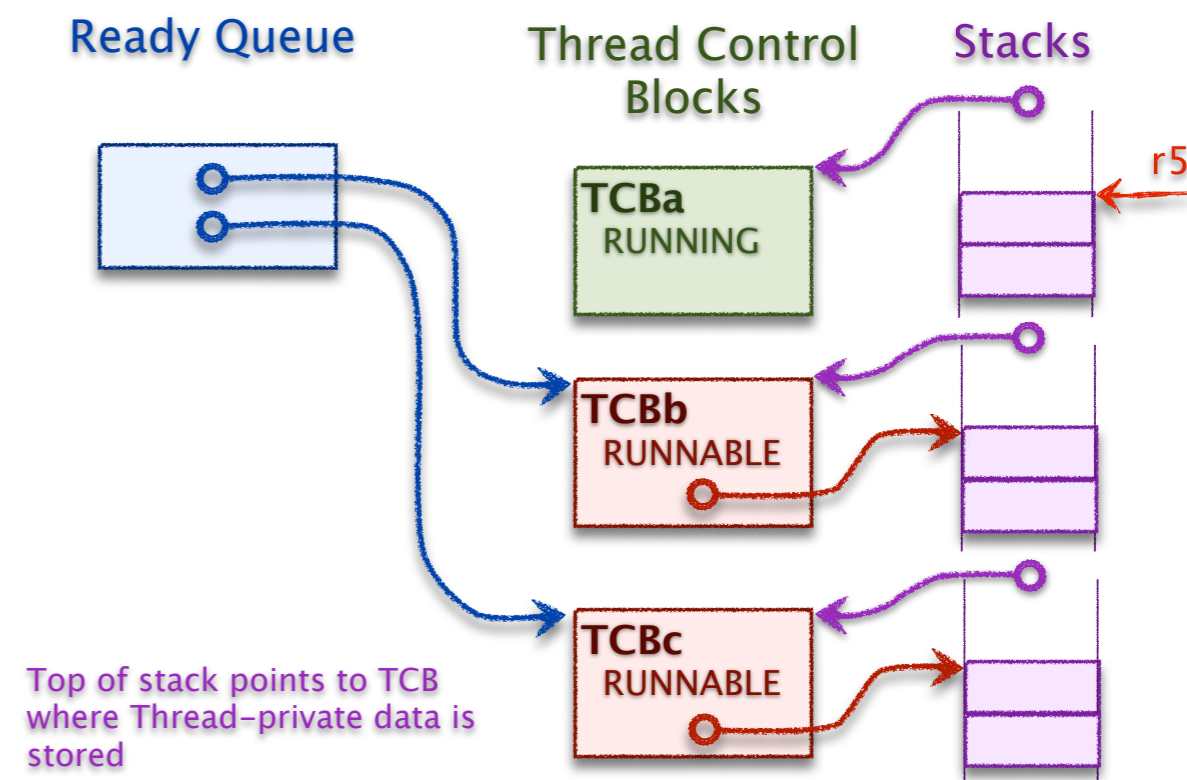 Ready Queue
Thread Control
Blocks
Stacks
r5
TCBa
RUNNING
TCBb
RUNNABLE
TCBc
RUNNABLE
Top of stack points to TCB
where Thread-private data is
stored